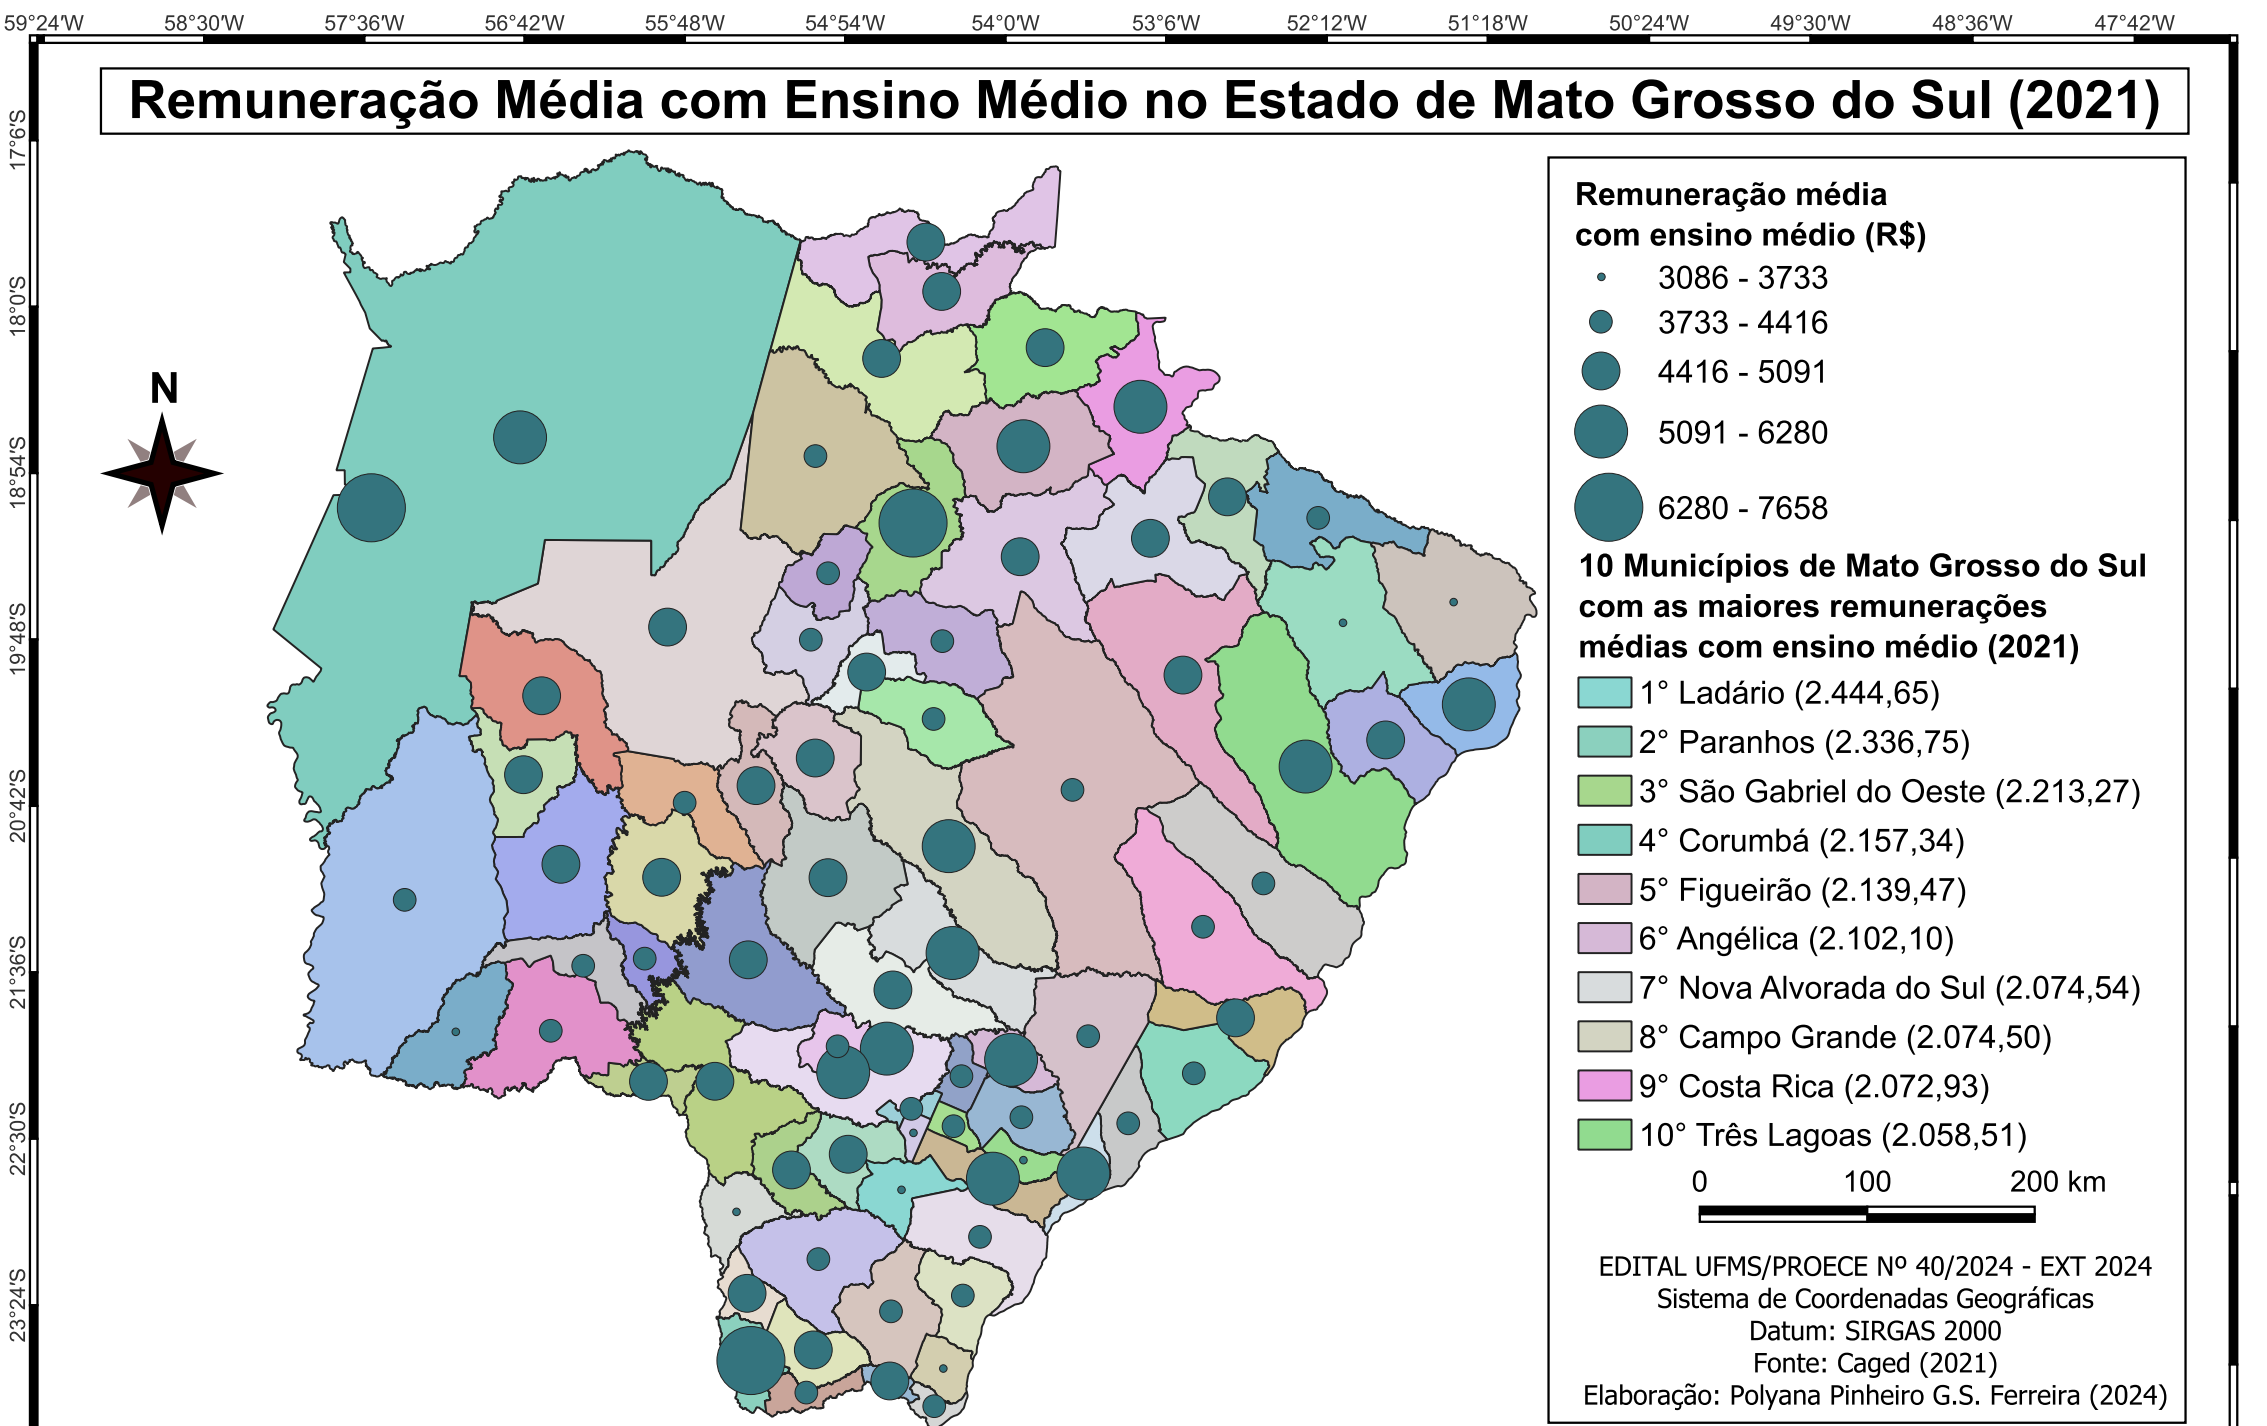 59°24'W 58°30'W 57°36'W 56°42'W 55°48'W 54°54'W 54°0'W 53°6'W 52°12'W 51°18'W 50°24'W 49°30'W 48°36'W 47°42'W
Remuneração Média com Ensino Médio no Estado de Mato Grosso do Sul (2021)
17°6'S
18°0'S
18°54'S
19°48'S
20°42'S
21°36'S
22°30'S
23°24'S
N
Remuneração média
com ensino médio (R$)
3086 - 3733
3733 - 4416
4416 - 5091
5091 - 6280
6280 - 7658
10 Municípios de Mato Grosso do Sul
com as maiores remunerações
médias com ensino médio (2021)
1° Ladário (2.444,65)
2° Paranhos (2.336,75)
3° São Gabriel do Oeste (2.213,27)
4° Corumbá (2.157,34)
5° Figueirão (2.139,47)
6° Angélica (2.102,10)
7° Nova Alvorada do Sul (2.074,54)
8° Campo Grande (2.074,50)
9° Costa Rica (2.072,93)
10° Três Lagoas (2.058,51)
0 100 200 km
EDITAL UFMS/PROECE Nº 40/2024 - EXT 2024
Sistema de Coordenadas Geográficas
Datum: SIRGAS 2000
Fonte: Caged (2021)
Elaboração: Polyana Pinheiro G.S. Ferreira (2024)